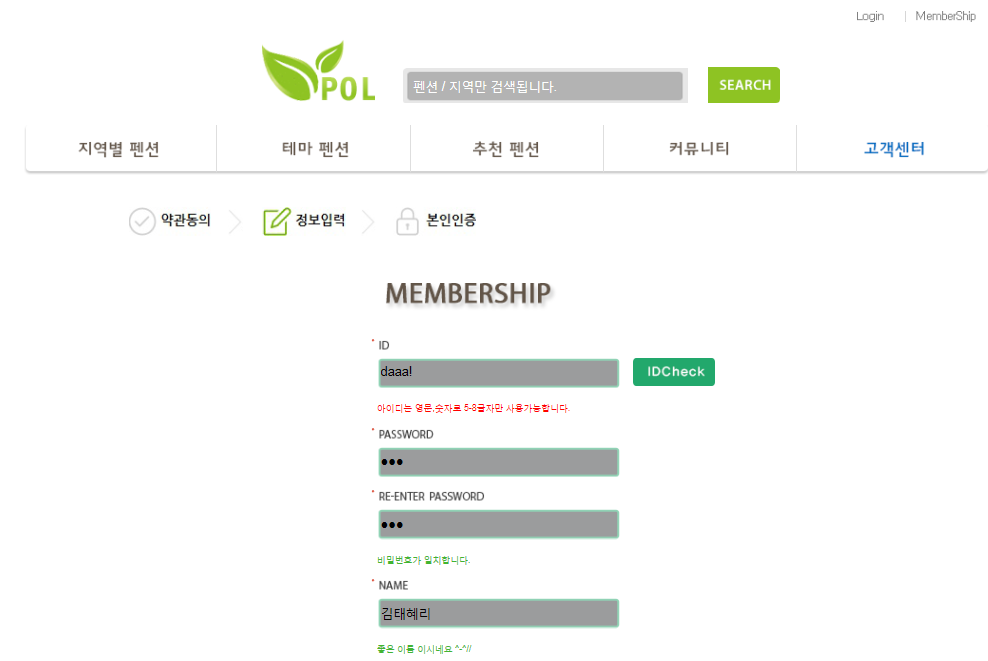 Login | MemberShip
POL
펜션 / 지역만 검색됩니다. SEARCH
지역별 펜션 테마 펜션 추천 펜션 커뮤니티 고객센터
약관동의 정보입력 본인인증
MEMBERSHIP
* ID
daaa! IDCheck
아이디는 영문,숫자로 5-8글자만 사용가능합니다.
* PASSWORD
●●●
* RE-ENTER PASSWORD
●●●
비밀번호가 일치합니다.
* NAME
김태혜리
좋은 이름 이시네요 ^-^//